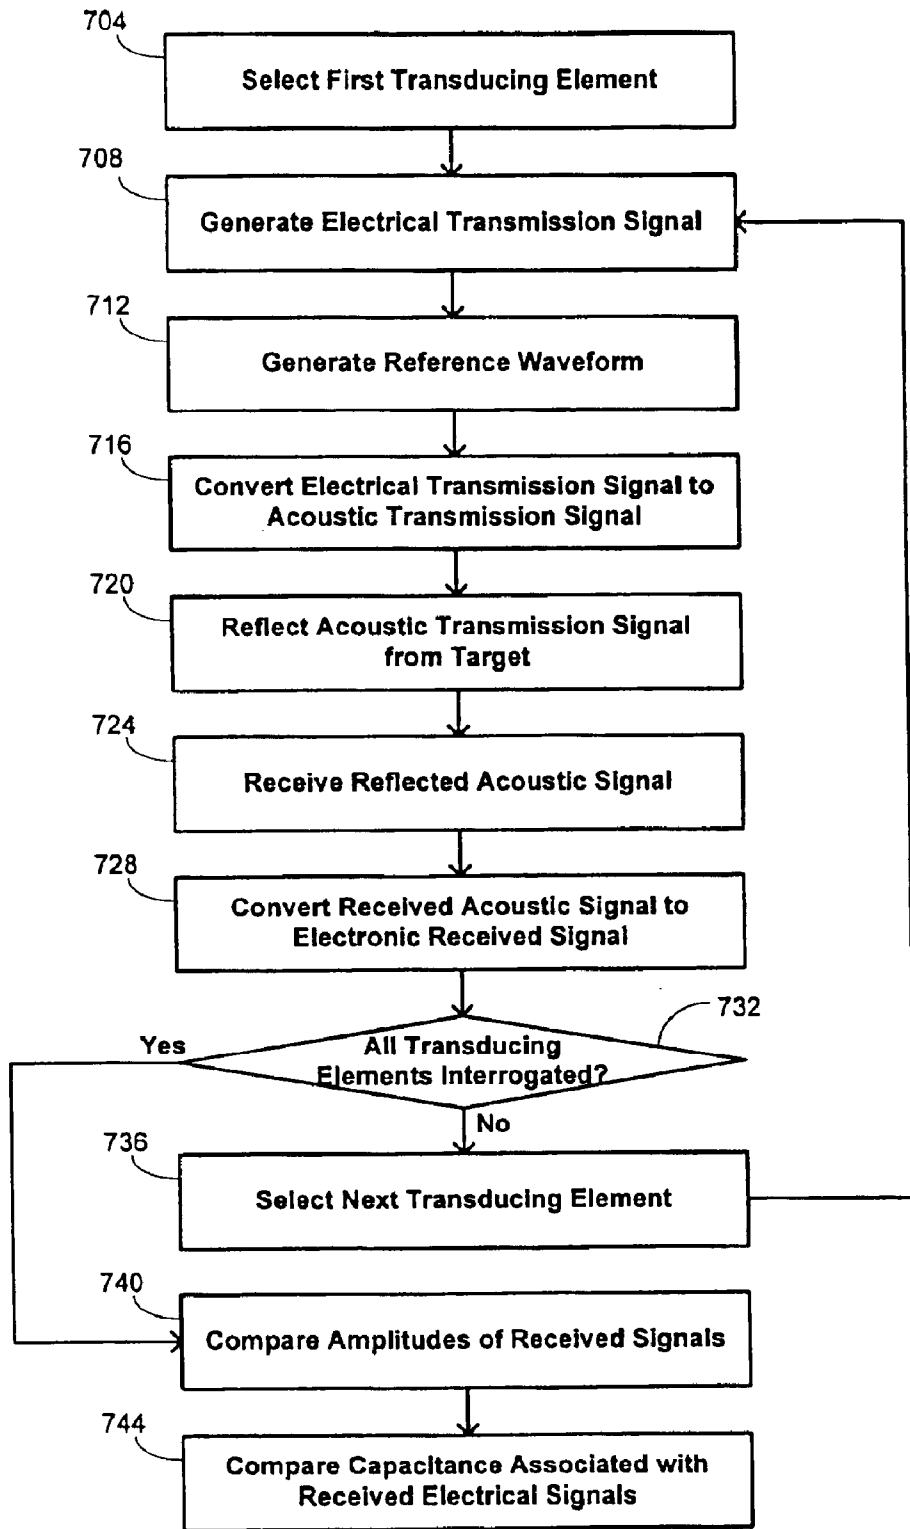 704
Select First Transducing Element
708
Generate Electrical Transmission Signal
712
Generate Reference Waveform
716
Convert Electrical Transmission Signal to
Acoustic Transmission Signal
720
Reflect Acoustic Transmission Signal
from Target
724
Receive Reflected Acoustic Signal
728
Convert Received Acoustic Signal to
Electronic Received Signal
732
Yes
All Transducing
Elements Interrogated?
No
736
Select Next Transducing Element
740
Compare Amplitudes of Received Signals
744
Compare Capacitance Associated with
Received Electrical Signals